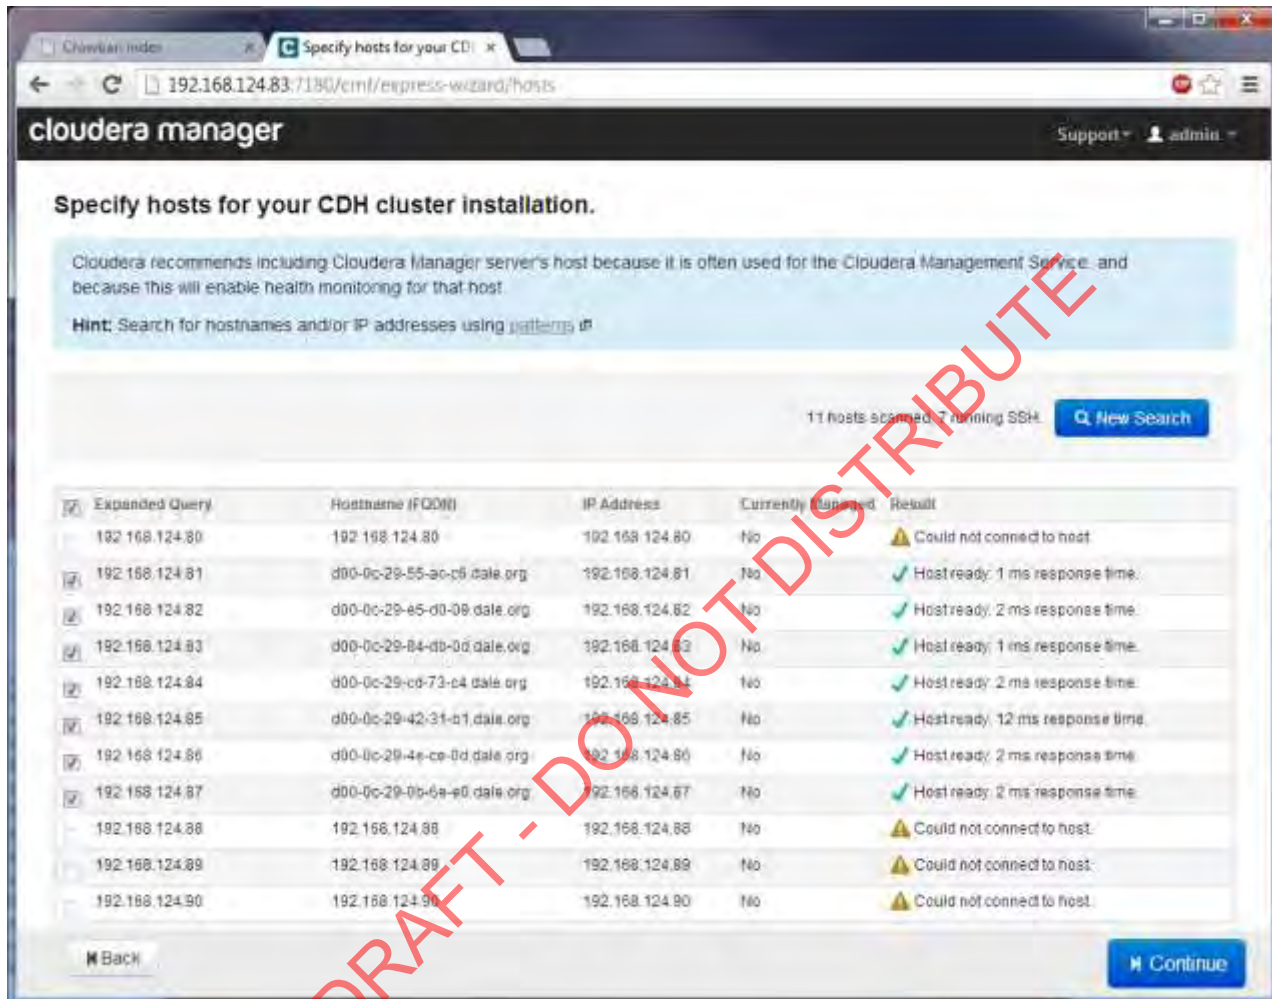 Crowbar index
Specify hosts for your CD
192.168.124.83:7180/cmf/express-wizard/hosts
cloudera manager
Support
admin
Specify hosts for your CDH cluster installation.
Cloudera recommends including Cloudera Manager server's host because it is often used for the Cloudera Management Service, and
because this will enable health monitoring for that host.
Hint: Search for hostnames and/or IP addresses using patterns
11 hosts scanned, 7 running SSH.
New Search
Expanded Query Hostname (FQDN) IP Address Currently Managed Result
192.168.124.80 192.168.124.80 192.168.124.80 No Could not connect to host.
192.168.124.81 d00-0c-29-55-ac-c6.dale.org 192.168.124.81 No Host ready: 1 ms response time.
192.168.124.82 d00-0c-29-e5-d0-09.dale.org 192.168.124.82 No Host ready: 2 ms response time.
192.168.124.83 d00-0c-29-84-db-0d.dale.org 192.168.124.83 No Host ready: 1 ms response time.
192.168.124.84 d00-0c-29-cd-73-c4.dale.org 192.168.124.84 No Host ready: 2 ms response time.
192.168.124.85 d00-0c-29-42-31-b1.dale.org 192.168.124.85 No Host ready: 12 ms response time.
192.168.124.86 d00-0c-29-4e-ce-0d.dale.org 192.168.124.86 No Host ready: 2 ms response time.
192.168.124.87 d00-0c-29-0b-6e-e0.dale.org 192.168.124.87 No Host ready: 2 ms response time.
192.168.124.88 192.168.124.88 192.168.124.88 No Could not connect to host.
192.168.124.89 192.168.124.89 192.168.124.89 No Could not connect to host.
192.168.124.90 192.168.124.90 192.168.124.90 No Could not connect to host.
Back
Continue
DRAFT - DO NOT DISTRIBUTE